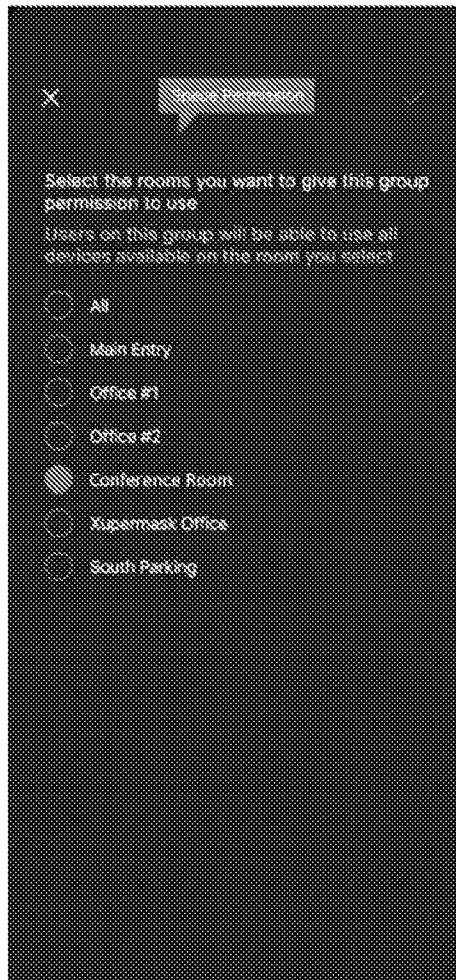 Space Permission
Select the rooms you want to give this group
permission to use
Users on this group will be able to use all
devices available on the room you select
All
Main Entry
Office #1
Office #2
Conference Room
Xupermask Office
South Parking